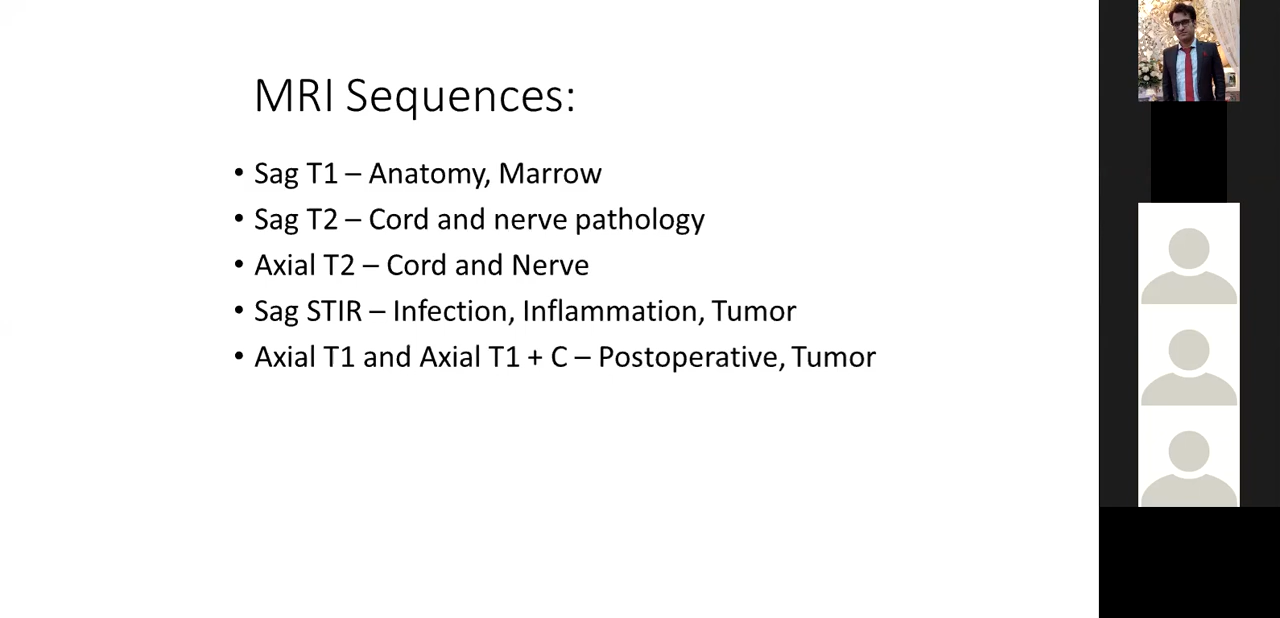 MRI Sequences:
• Sag T1 – Anatomy, Marrow
• Sag T2 – Cord and nerve pathology
• Axial T2 – Cord and Nerve
• Sag STIR – Infection, Inflammation, Tumor
• Axial T1 and Axial T1 + C – Postoperative, Tumor